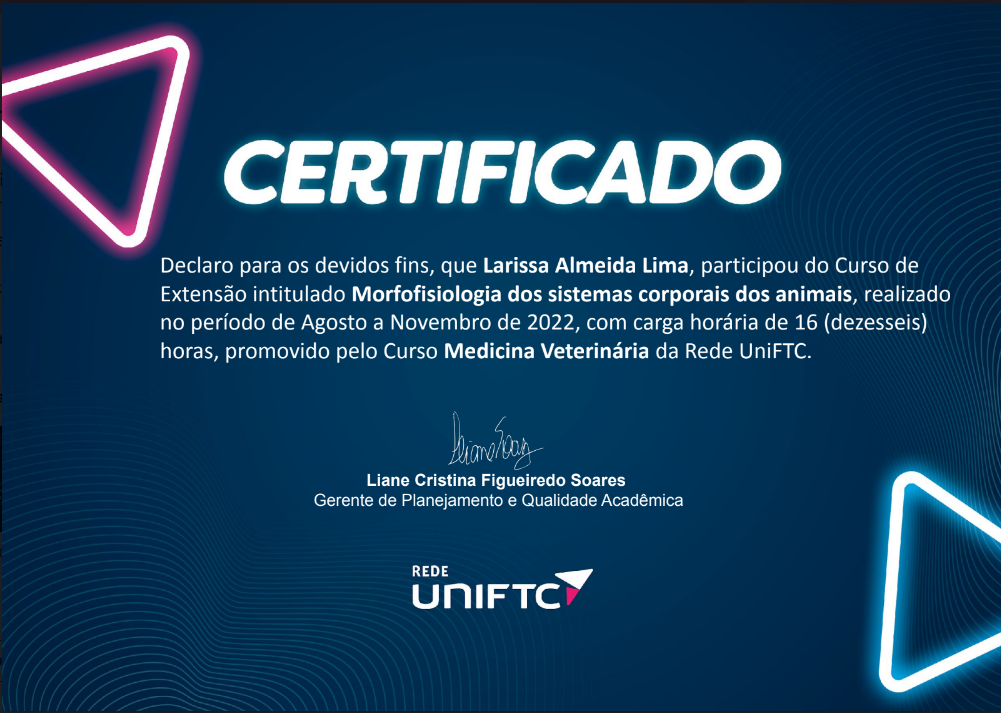 CERTIFICADO
Declaro para os devidos fins, que Larissa Almeida Lima, participou do Curso de
Extensão intitulado Morfofisiologia dos sistemas corporais dos animais, realizado
no período de Agosto a Novembro de 2022, com carga horária de 16 (dezesseis)
horas, promovido pelo Curso Medicina Veterinária da Rede UniFTC.
Liane Cristina Figueiredo Soares
Gerente de Planejamento e Qualidade Acadêmica
REDE
UNIFTC